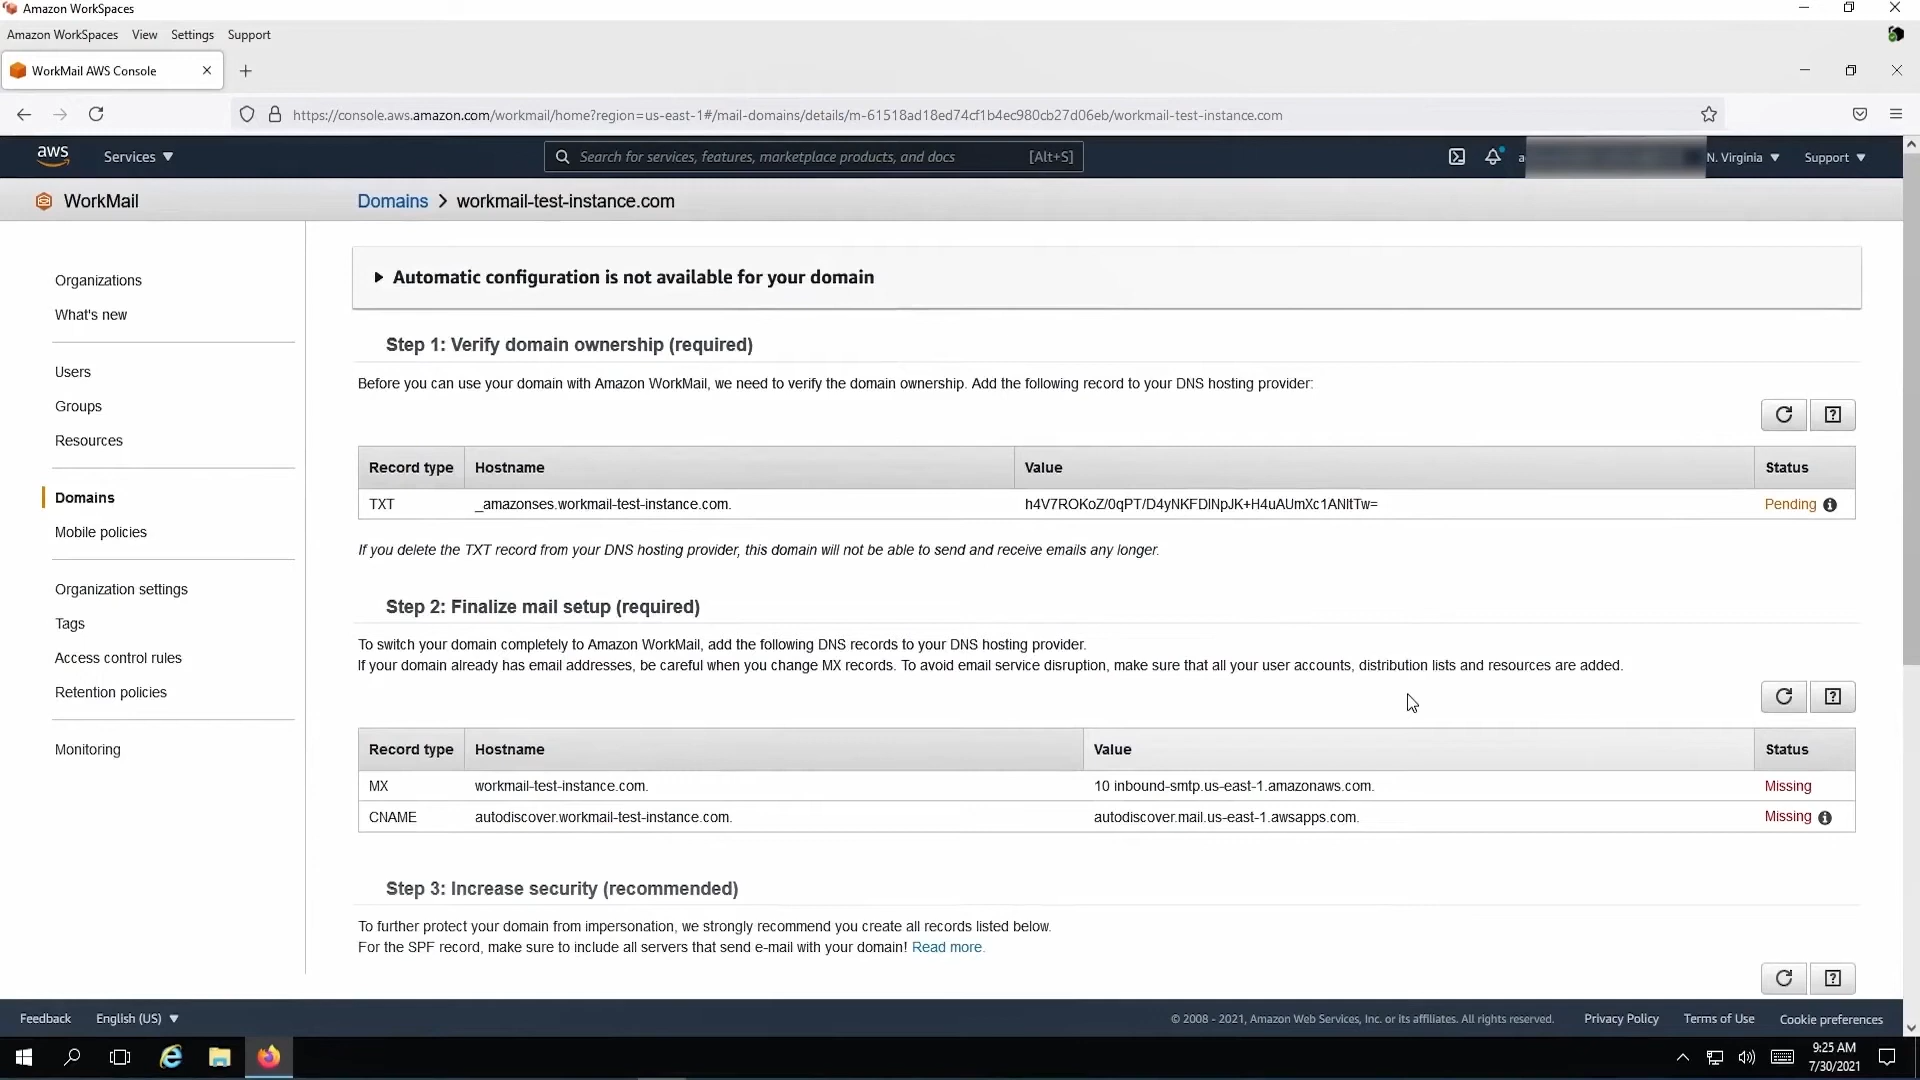 Amazon WorkSpaces
Amazon WorkSpaces View Settings Support
WorkMail AWS Console
https://console.aws.amazon.com/workmail/home?region=us-east-1#/mail-domains/details/m-61518ad18ed74cf1b4ec980cb27d06eb/workmail-test-instance.com
aws Services Search for services, features, marketplace products, and docs [Alt+S] N. Virginia Support
WorkMail
Domains > workmail-test-instance.com
Organizations
What's new
Users
Groups
Resources
Domains
Mobile policies
Organization settings
Tags
Access control rules
Retention policies
Monitoring
Automatic configuration is not available for your domain
Step 1: Verify domain ownership (required)
Before you can use your domain with Amazon WorkMail, we need to verify the domain ownership. Add the following record to your DNS hosting provider:
Record type Hostname Value Status
TXT _amazonses.workmail-test-instance.com. h4V7ROKoZ/0qPT/D4yNKFDlNpJK+H4uAUmXc1ANltTw= Pending
If you delete the TXT record from your DNS hosting provider, this domain will not be able to send and receive emails any longer.
Step 2: Finalize mail setup (required)
To switch your domain completely to Amazon WorkMail, add the following DNS records to your DNS hosting provider.
If your domain already has email addresses, be careful when you change MX records. To avoid email service disruption, make sure that all your user accounts, distribution lists and resources are added.
Record type Hostname Value Status
MX workmail-test-instance.com. 10 inbound-smtp.us-east-1.amazonaws.com. Missing
CNAME autodiscover.workmail-test-instance.com. autodiscover.mail.us-east-1.awsapps.com. Missing
Step 3: Increase security (recommended)
To further protect your domain from impersonation, we strongly recommend you create all records listed below.
For the SPF record, make sure to include all servers that send e-mail with your domain! Read more.
Feedback English (US) © 2008 - 2021, Amazon Web Services, Inc. or its affiliates. All rights reserved. Privacy Policy Terms of Use Cookie preferences
9:25 AM
7/30/2021